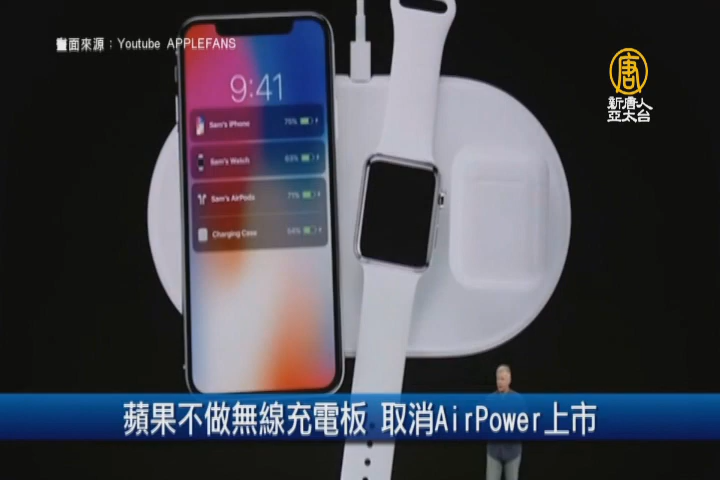 畫面來源：Youtube APPLEFANS
唐
新唐人
亞太台
9:41
Sam's iPhone 75%
Sam's Watch 69%
Sam's AirPods 71%
Charging Case 54%
蘋果不做無線充電板 取消AirPower上市